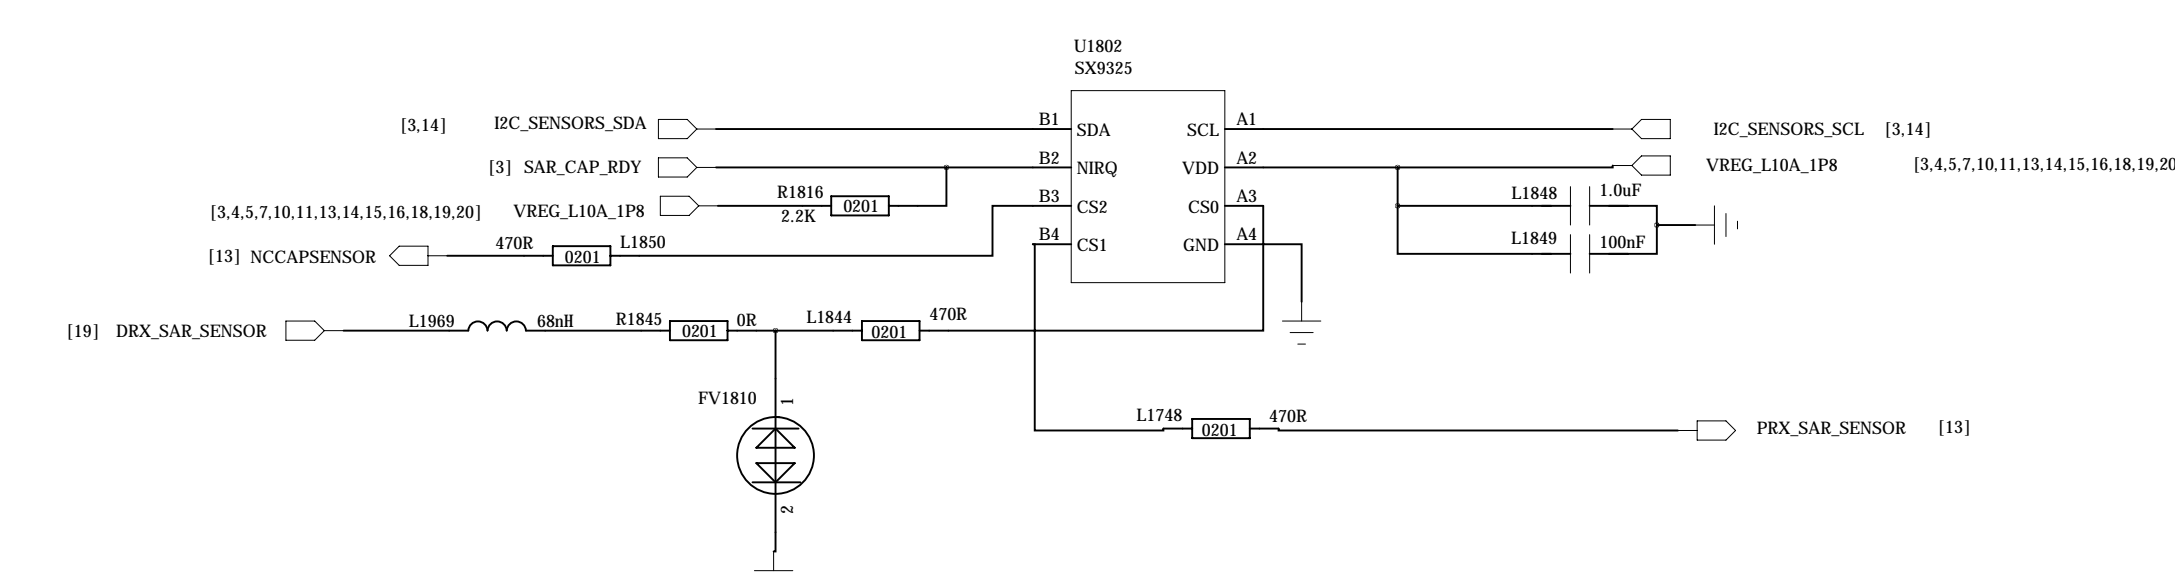 U1802
SX9325
[3,14] I2C_SENSORS_SDA B1 SDA SCL A1 I2C_SENSORS_SCL [3,14]
[3] SAR_CAP_RDY B2 NIRQ VDD A2 VREG_L10A_1P8 [3,4,5,7,10,11,13,14,15,16,18,19,20
R1816 L1848 1.0uF
[3,4,5,7,10,11,13,14,15,16,18,19,20] VREG_L10A_1P8 0201 B3 CS2 CS0 A3
2.2K
470R L1850 B4 CS1 GND A4 L1849 100nF
[13] NCCAPSENSOR 0201
[19] DRX_SAR_SENSOR L1969 68nH R1845 0201 0R L1844 0201 470R
FV1810 1
L1748 0201 470R PRX_SAR_SENSOR [13]
2